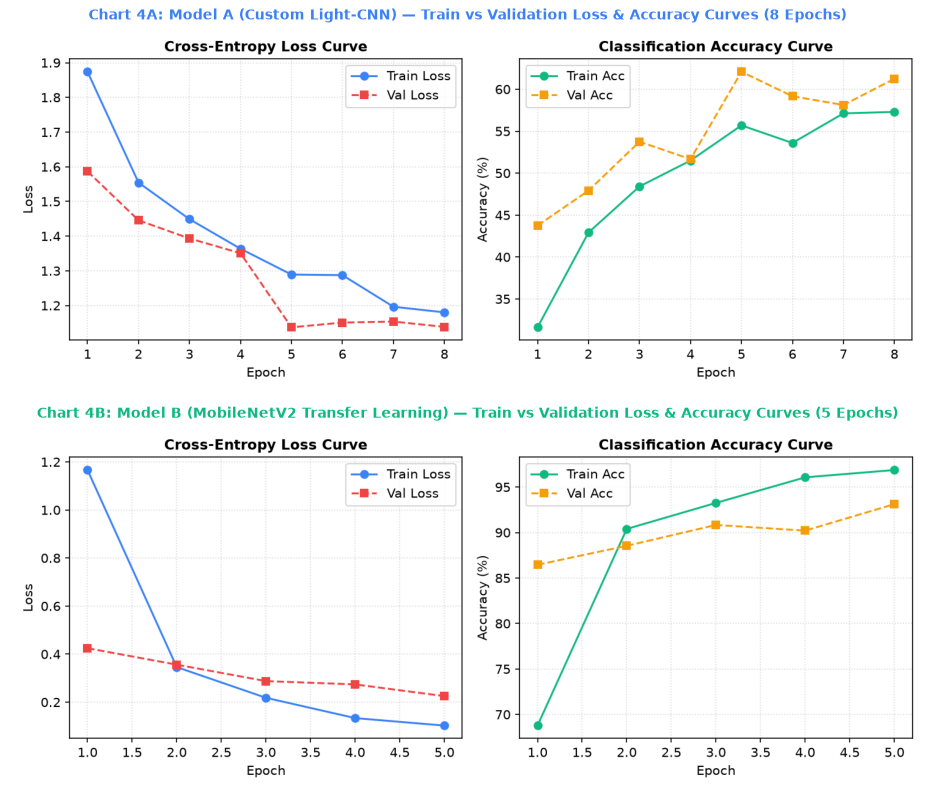 Chart 4A: Model A (Custom Light-CNN) — Train vs Validation Loss & Accuracy Curves (8 Epochs)
Cross-Entropy Loss Curve
Loss
1.9
1.8
1.7
1.6
1.5
1.4
1.3
1.2
Train Loss
Val Loss
1 2 3 4 5 6 7 8
Epoch
Classification Accuracy Curve
Accuracy (%)
60
55
50
45
40
35
Train Acc
Val Acc
1 2 3 4 5 6 7 8
Epoch
Chart 4B: Model B (MobileNetV2 Transfer Learning) — Train vs Validation Loss & Accuracy Curves (5 Epochs)
Cross-Entropy Loss Curve
Loss
1.2
1.0
0.8
0.6
0.4
0.2
Train Loss
Val Loss
1.0 1.5 2.0 2.5 3.0 3.5 4.0 4.5 5.0
Epoch
Classification Accuracy Curve
Accuracy (%)
95
90
85
80
75
70
Train Acc
Val Acc
1.0 1.5 2.0 2.5 3.0 3.5 4.0 4.5 5.0
Epoch